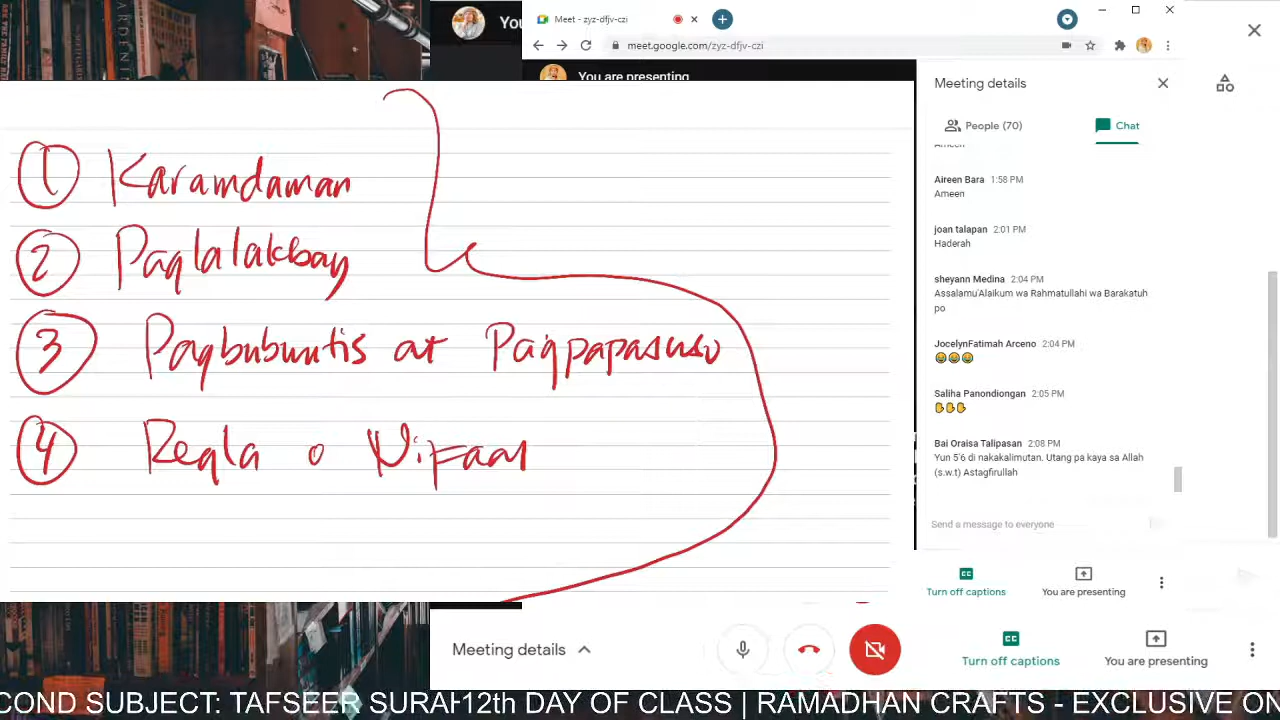 You
Meet - zyz-dfjv-czi
meet.google.com/zyz-dfjv-czi
You are presenting
Meeting details
People (70)
Chat
Ameen
Aireen Bara 1:58 PM
Ameen
joan talapan 2:01 PM
Haderah
sheyann Medina 2:04 PM
Assalamu'Alaikum wa Rahmatullahi wa Barakatuh
po
JocelynFatimah Arceno 2:04 PM
😂😂😂
Saliha Panondiongan 2:05 PM
✋✋✋
Bai Oraisa Talipasan 2:08 PM
Yun 5'6 di nakakalimutan. Utang pa kaya sa Allah
(s.w.t) Astagfirullah
Send a message to everyone
Turn off captions
You are presenting
1 Karamdaman
2 Paglalakbay
3 Pagbubuntis at Pagpapasuso
4 Regla o Nifaas
Meeting details
Turn off captions
You are presenting
COND SUBJECT: TAFSEER SURAH 12th DAY OF CLASS | RAMADHAN CRAFTS - EXCLUSIVE ON